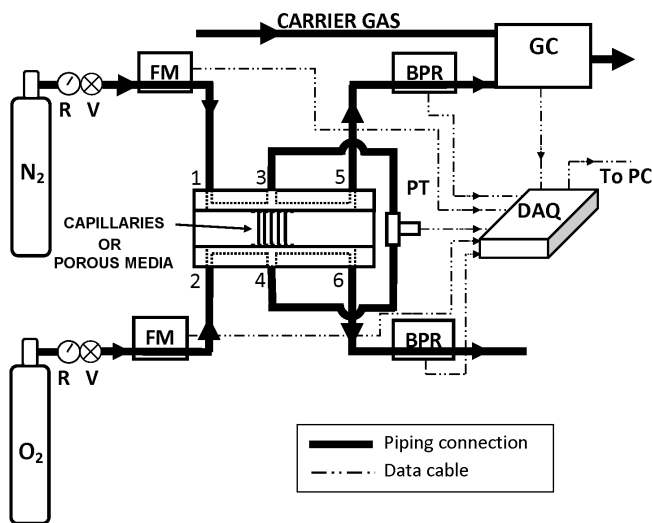 CARRIER GAS
GC
FM
BPR
R V
N2
1 3 5
PT
To PC
DAQ
CAPILLARIES
OR
POROUS MEDIA
2 4 6
FM
BPR
R V
O2
Piping connection
Data cable